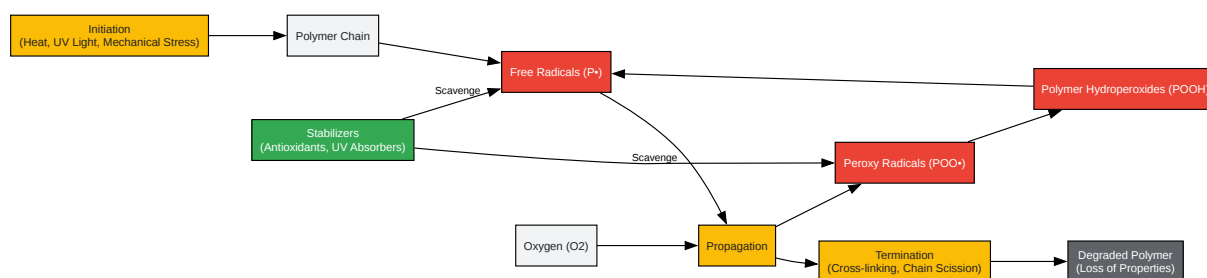 Initiation
(Heat, UV Light, Mechanical Stress)
Polymer Chain
Free Radicals (P•)
Polymer Hydroperoxides (POOH)
Scavenge
Stabilizers
(Antioxidants, UV Absorbers)
Scavenge
Peroxy Radicals (POO•)
Oxygen (O2)
Propagation
Termination
(Cross-linking, Chain Scission)
Degraded Polymer
(Loss of Properties)